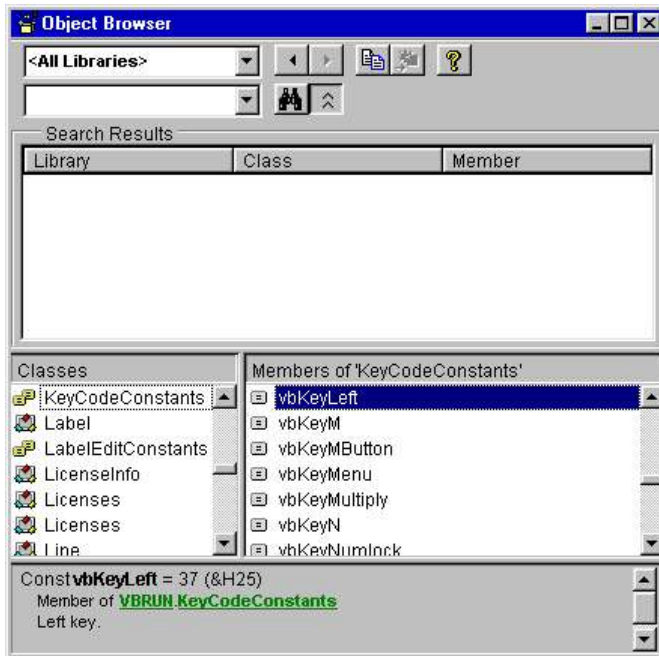 Object Browser
<All Libraries>
Search Results
Library Class Member
Classes
KeyCodeConstants
Label
LabelEditConstants
LicenseInfo
Licenses
Licenses
Line
Members of 'KeyCodeConstants'
vbKeyLeft
vbKeyM
vbKeyMButton
vbKeyMenu
vbKeyMultiply
vbKeyN
vbKeyNumlock
Const vbKeyLeft = 37 (&H25)
Member of VBRUN.KeyCodeConstants
Left key.